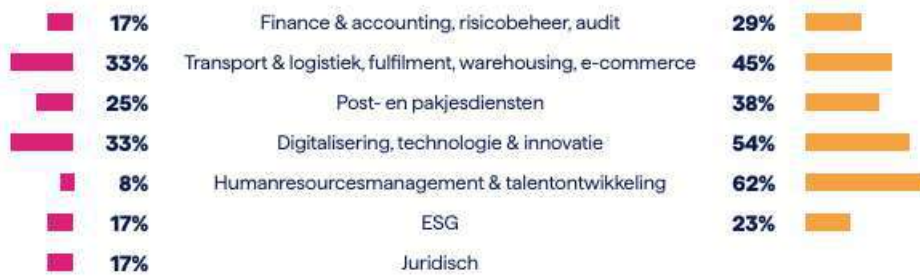 17% Finance & accounting, risicobeheer, audit 29%
33% Transport & logistiek, fulfilment, warehousing, e-commerce 45%
25% Post- en pakjesdiensten 38%
33% Digitalisering, technologie & innovatie 54%
8% Humanresourcesmanagement & talentontwikkeling 62%
17% ESG 23%
17% Juridisch